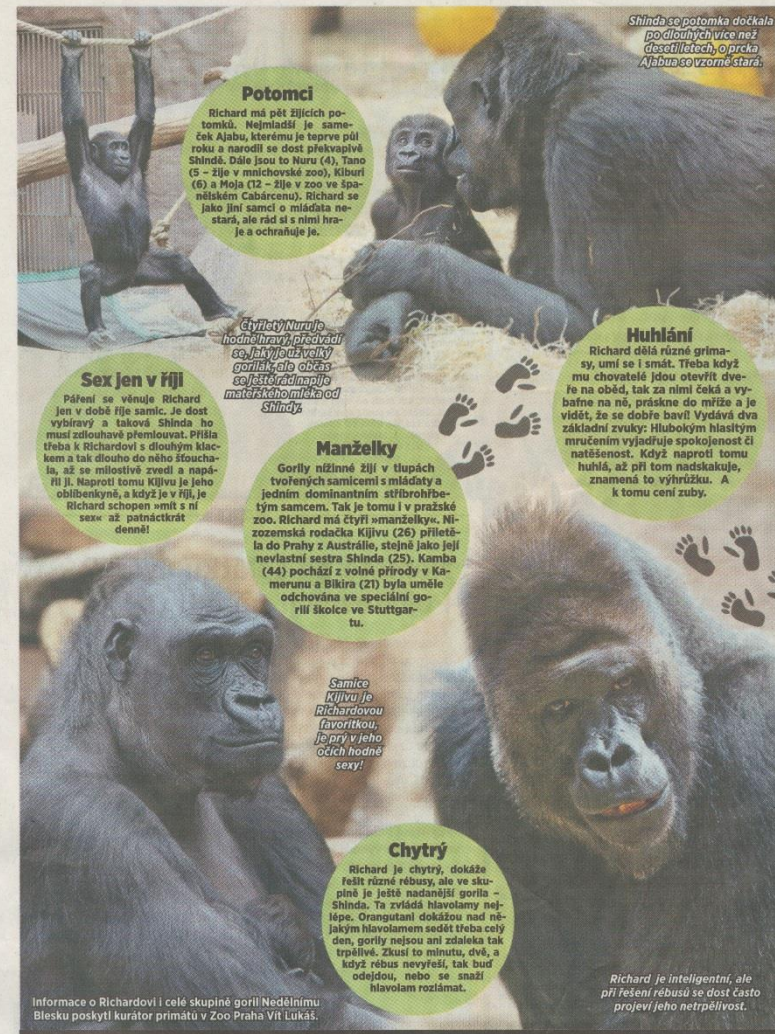 Shinda se potomka dočkala
po dlouhých více než
deseti letech, o prcka
Ajabua se vzorně stará.
Potomci
Richard má pět žijících po-
tomků. Nejmladší je same-
ček Ajabu, kterému je teprve půl
roku a narodil se dost překvapivě
Shindě. Dále jsou to Nuru (4), Tano
(5 – žije v mnichovské zoo), Kiburi
(6) a Moja (12 – žije v zoo ve špa-
nělském Cabárcenu). Richard se
jako jiní samci o mláďata ne-
stará, ale rád si s nimi hra-
je a ochraňuje je.
Čtyřletý Nuru je
hodně hravý, předvádí
se, jaký je už velký
gorilák, ale občas
se ještě rád napije
mateřského mléka od
Shindy.
Huhlání
Richard dělá různé grima-
sy, umí se i smát. Třeba když
mu chovatelé jdou otevřít dve-
ře na oběd, tak za nimi čeká a vy-
bafne na ně, práskne do mříže a je
vidět, že se dobře baví! Vydává dva
základní zvuky: Hlubokým hlasitým
mručením vyjadřuje spokojenost či
natěšenost. Když naproti tomu
huhlá, až při tom nadskakuje,
znamená to výhrůžku. A
k tomu cení zuby.
Sex jen v říji
Páření se věnuje Richard
jen v době říje samic. Je dost
vybíravý a taková Shinda ho
musí zdlouhavě přemlouvat. Přišla
třeba k Richardovi s dlouhým klac-
kem a tak dlouho do něho šťoucha-
la, až se milostivě zvedl a napá-
řil ji. Naproti tomu Kijivu je jeho
oblíbenkyně, a když je v říji, je
Richard schopen »mít s ní
sex« až patnáctkrát
denně!
Manželky
Gorily nížinné žijí v tlupách
tvořených samicemi s mláďaty a
jedním dominantním stříbrohřbe-
tým samcem. Tak je tomu i v pražské
zoo. Richard má čtyři »manželky«. Ni-
zozemská rodačka Kijivu (26) přiletě-
la do Prahy z Austrálie, stejně jako její
nevlastní sestra Shinda (25). Kamba
(44) pochází z volné přírody v Ka-
merunu a Bikira (21) byla uměle
odchována ve speciální go-
rilí školce ve Stuttgar-
tu.
Samice
Kijivu je
Richardovou
favoritkou,
je prý v jeho
očích hodně
sexy!
Chytrý
Richard je chytrý, dokáže
řešit různé rébusy, ale ve sku-
pině je ještě nadanější gorila –
Shinda. Ta zvládá hlavolamy nej-
lépe. Orangutani dokážou nad ně-
jakým hlavolamem sedět třeba celý
den, gorily nejsou ani zdaleka tak
trpělivé. Zkusí to minutu, dvě, a
když rébus nevyřeší, tak buď
odejdou, nebo se snaží
hlavolam rozlámat.
Informace o Richardovi i celé skupině goril Nedělnímu
Blesku poskytl kurátor primátů v Zoo Praha Vít Lukáš.
Richard je inteligentní, ale
při řešení rébusů se dost často
projeví jeho netrpělivost.